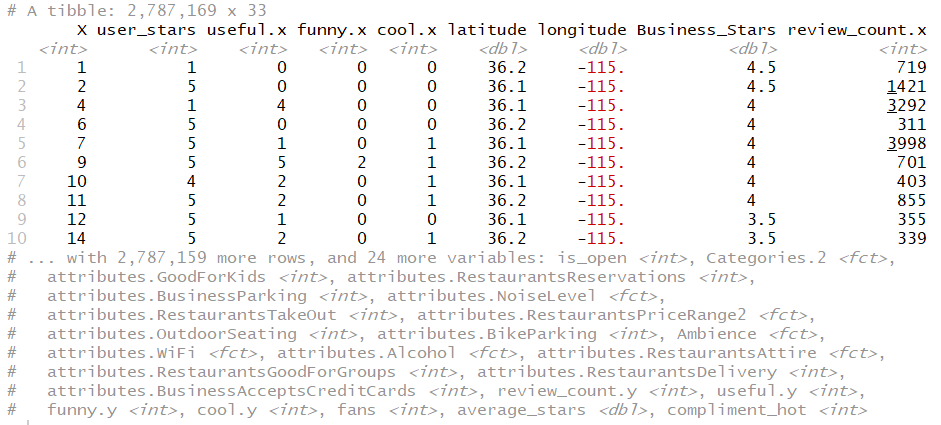 # A tibble: 2,787,169 x 33
X user_stars useful.x funny.x cool.x latitude longitude Business_Stars review_count.x
<int> <int> <int> <int> <int> <dbl> <dbl> <dbl> <int>
1 1 1 0 0 0 36.2 -115. 4.5 719
2 2 5 0 0 0 36.1 -115. 4.5 1421
3 4 1 4 0 0 36.1 -115. 4 3292
4 6 5 0 0 0 36.2 -115. 4 311
5 7 5 1 0 1 36.1 -115. 4 3998
6 9 5 5 2 1 36.2 -115. 4 701
7 10 4 2 0 1 36.1 -115. 4 403
8 11 5 2 0 1 36.2 -115. 4 855
9 12 5 1 0 0 36.1 -115. 3.5 355
10 14 5 2 0 1 36.2 -115. 3.5 339
# ... with 2,787,159 more rows, and 24 more variables: is_open <int>, Categories.2 <fct>,
# attributes.GoodForKids <int>, attributes.RestaurantsReservations <int>,
# attributes.BusinessParking <int>, attributes.NoiseLevel <fct>,
# attributes.RestaurantsTakeOut <int>, attributes.RestaurantsPriceRange2 <fct>,
# attributes.OutdoorSeating <int>, attributes.BikeParking <int>, Ambience <fct>,
# attributes.WiFi <fct>, attributes.Alcohol <fct>, attributes.RestaurantsAttire <fct>,
# attributes.RestaurantsGoodForGroups <int>, attributes.RestaurantsDelivery <int>,
# attributes.BusinessAcceptsCreditCards <int>, review_count.y <int>, useful.y <int>,
# funny.y <int>, cool.y <int>, fans <int>, average_stars <dbl>, compliment_hot <int>